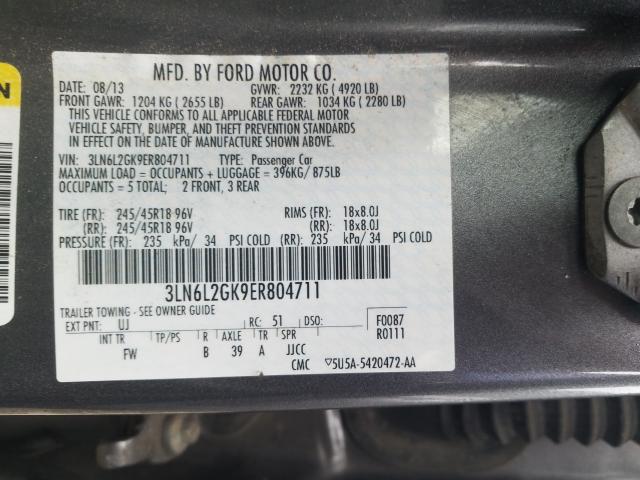 MFD. BY FORD MOTOR CO.
DATE: 08/13 GVWR: 2232 KG ( 4920 LB)
FRONT GAWR: 1204 KG ( 2655 LB) REAR GAWR: 1034 KG ( 2280 LB)
THIS VEHICLE CONFORMS TO ALL APPLICABLE FEDERAL MOTOR
VEHICLE SAFETY, BUMPER, AND THEFT PREVENTION STANDARDS
IN EFFECT ON THE DATE OF MANUFACTURE SHOWN ABOVE.
VIN: 3LN6L2GK9ER804711 TYPE: Passenger Car
MAXIMUM LOAD = OCCUPANTS + LUGGAGE = 396KG/ 875LB
OCCUPANTS = 5 TOTAL; 2 FRONT, 3 REAR
TIRE (FR): 245/45R18 96V RIMS (FR): 18x8.0J
(RR): 245/45R18 96V (RR): 18x8.0J
PRESSURE (FR): 235 kPa/ 34 PSI COLD (RR): 235 kPa/ 34 PSI COLD
3LN6L2GK9ER804711
TRAILER TOWING - SEE OWNER GUIDE
EXT PNT: UJ RC: 51 DSO: F0087
R0111
INT TR TP/PS R AXLE TR SPR
FW B 39 A JJCC
CMC ▽5U5A-5420472-AA